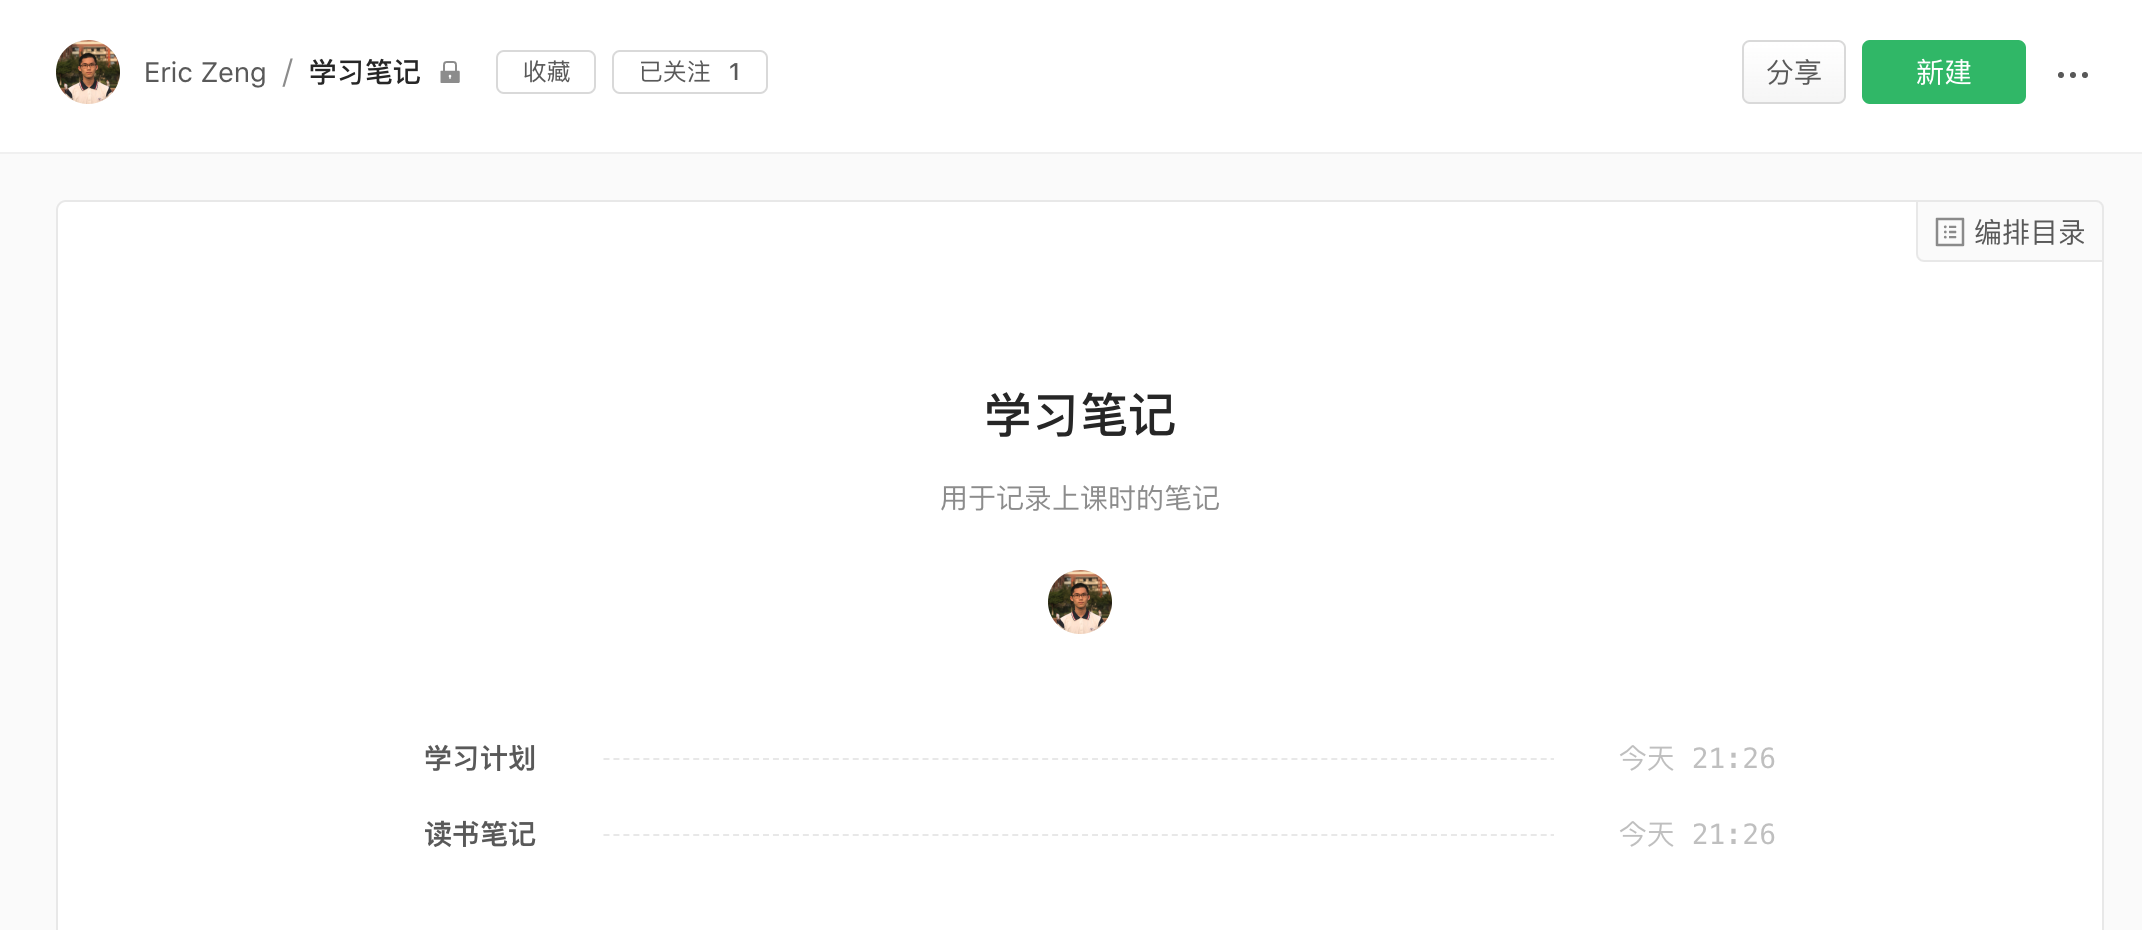 Eric Zeng / 学习笔记 收藏 已关注 1 分享 新建 ...
编排目录
学习笔记
用于记录上课时的笔记
学习计划 今天 21:26
读书笔记 今天 21:26